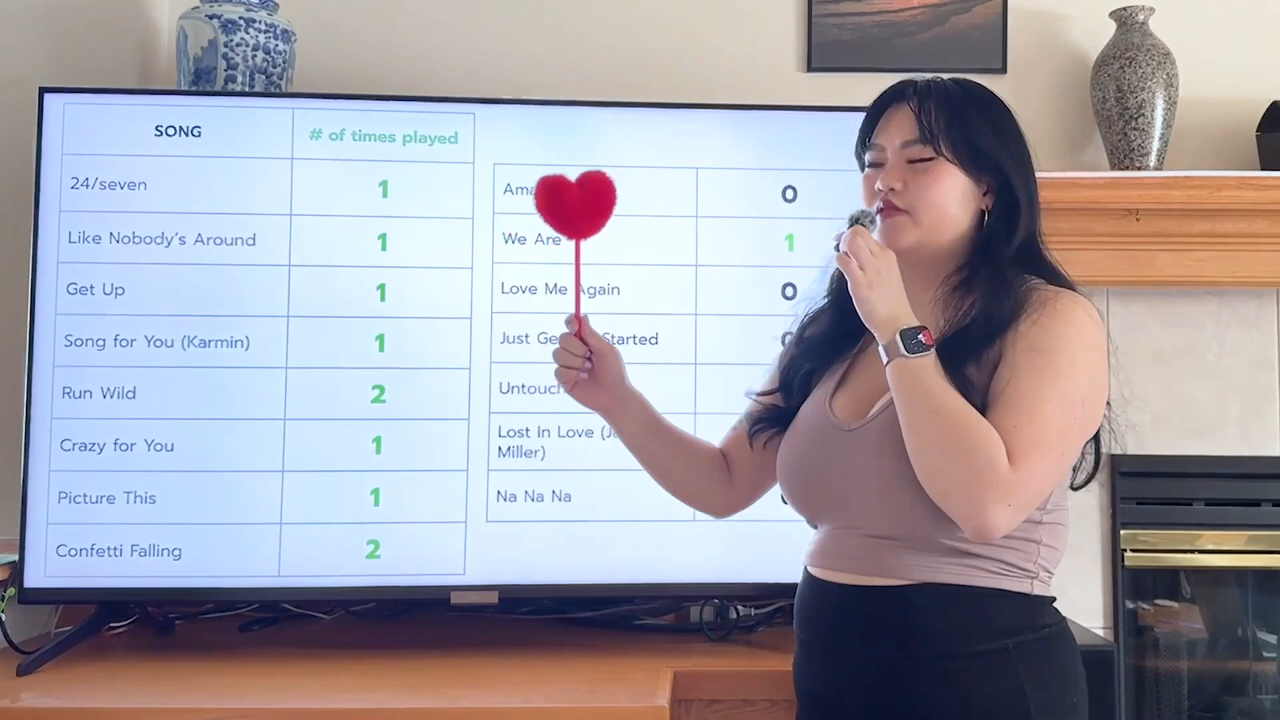 SONG
# of times played
24/seven
1
Like Nobody's Around
1
Get Up
1
Song for You (Karmin)
1
Run Wild
2
Crazy for You
1
Picture This
1
Confetti Falling
2
0
We Are
1
Love Me Again
0
Just Started
Lost In Love
Miller)
Na Na Na